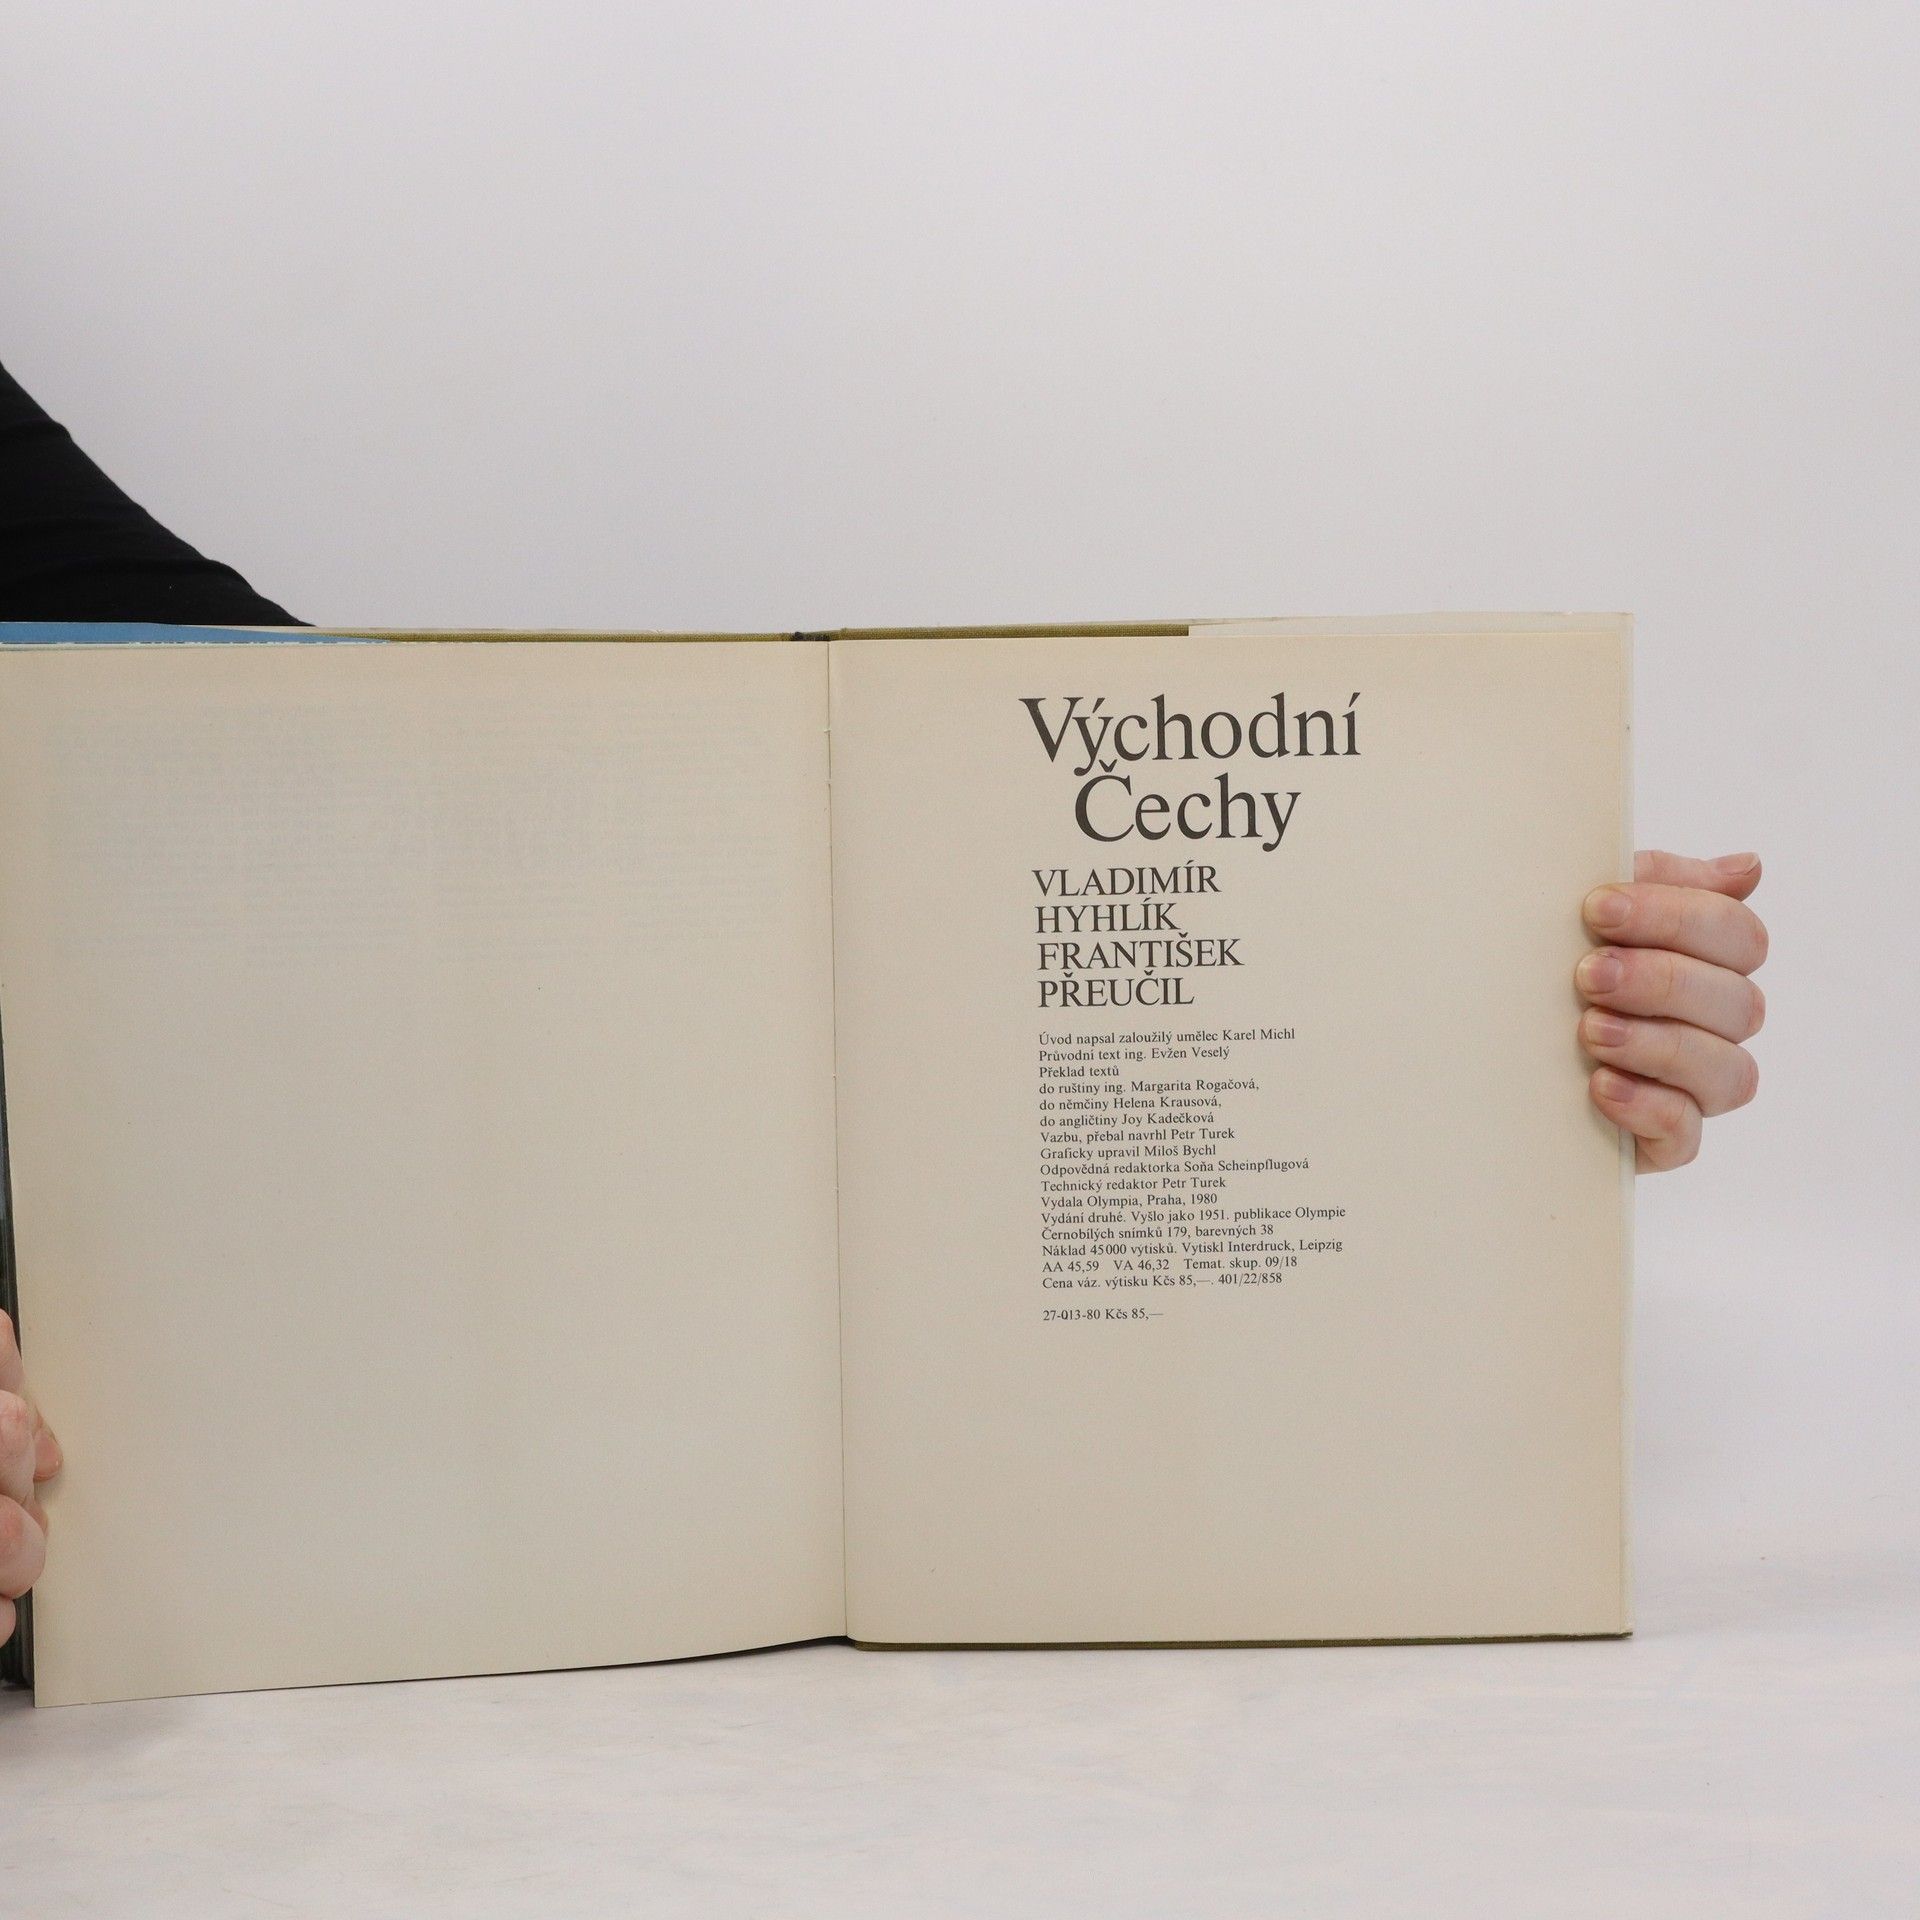 Východní
Čechy
VLADIMÍR
HYHLÍK
FRANTIŠEK
PŘEUČIL
Úvod napsal zaloužilý umělec Karel Michl
Průvodní text ing. Evžen Veselý
Překlad textů
do ruštiny ing. Margarita Rogačová,
do němčiny Helena Krausová,
do angličtiny Joy Kadečková
Vazbu, přebal navrhl Petr Turek
Graficky upravil Miloš Bychl
Odpovědná redaktorka Soňa Scheinpflugová
Technický redaktor Petr Turek
Vydala Olympia, Praha, 1980
Vydání druhé. Vyšlo jako 1951. publikace Olympie
Černobílých snímků 179, barevných 38
Náklad 45000 výtisků. Vytiskl Interdruck, Leipzig
AA 45,59 VA 46,32 Temat. skup. 09/18
Cena váz. výtisku Kčs 85,—. 401/22/858
27-013-80 Kčs 85,—